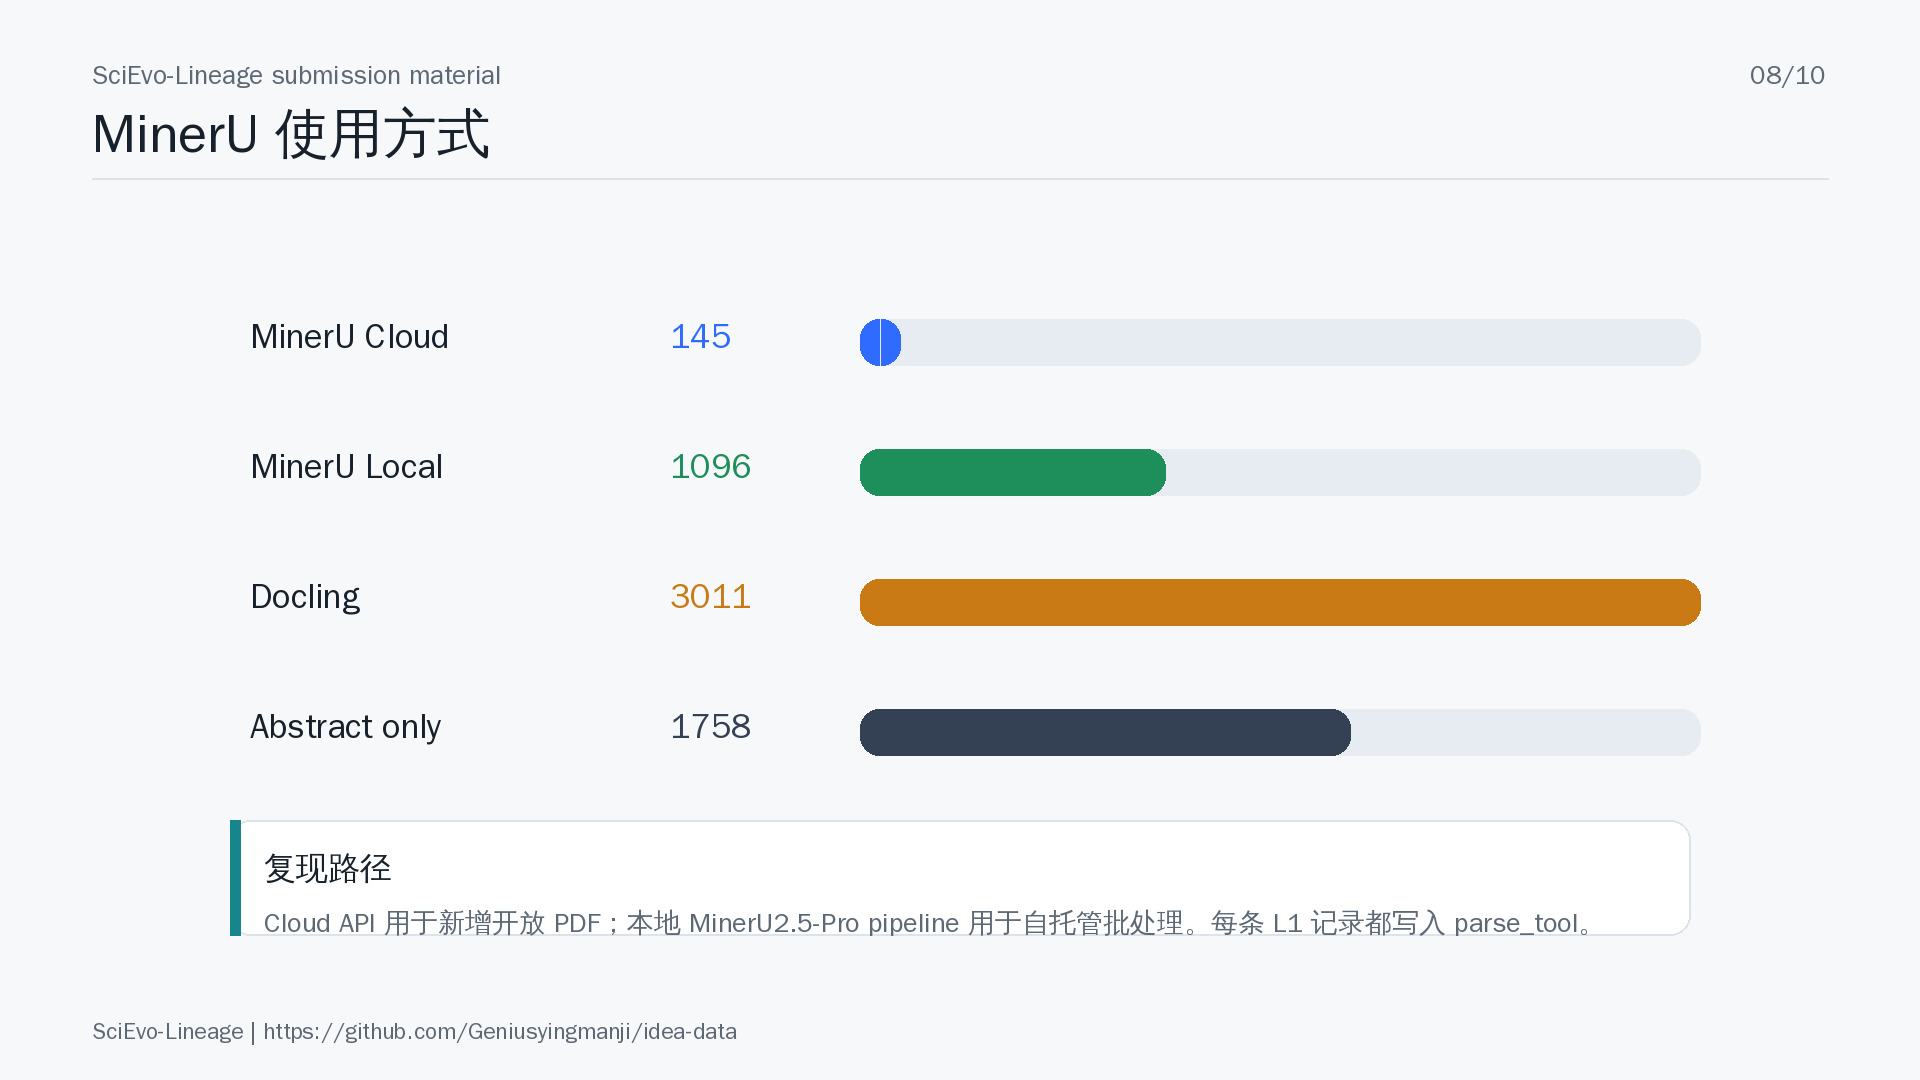 SciEvo-Lineage submission material
08/10
MinerU 使用方式
MinerU Cloud 145
MinerU Local 1096
Docling 3011
Abstract only 1758
复现路径
Cloud API 用于新增开放 PDF；本地 MinerU2.5-Pro pipeline 用于自托管批处理。每条 L1 记录都写入 parse_tool。
SciEvo-Lineage | https://github.com/Geniusyingmanji/idea-data